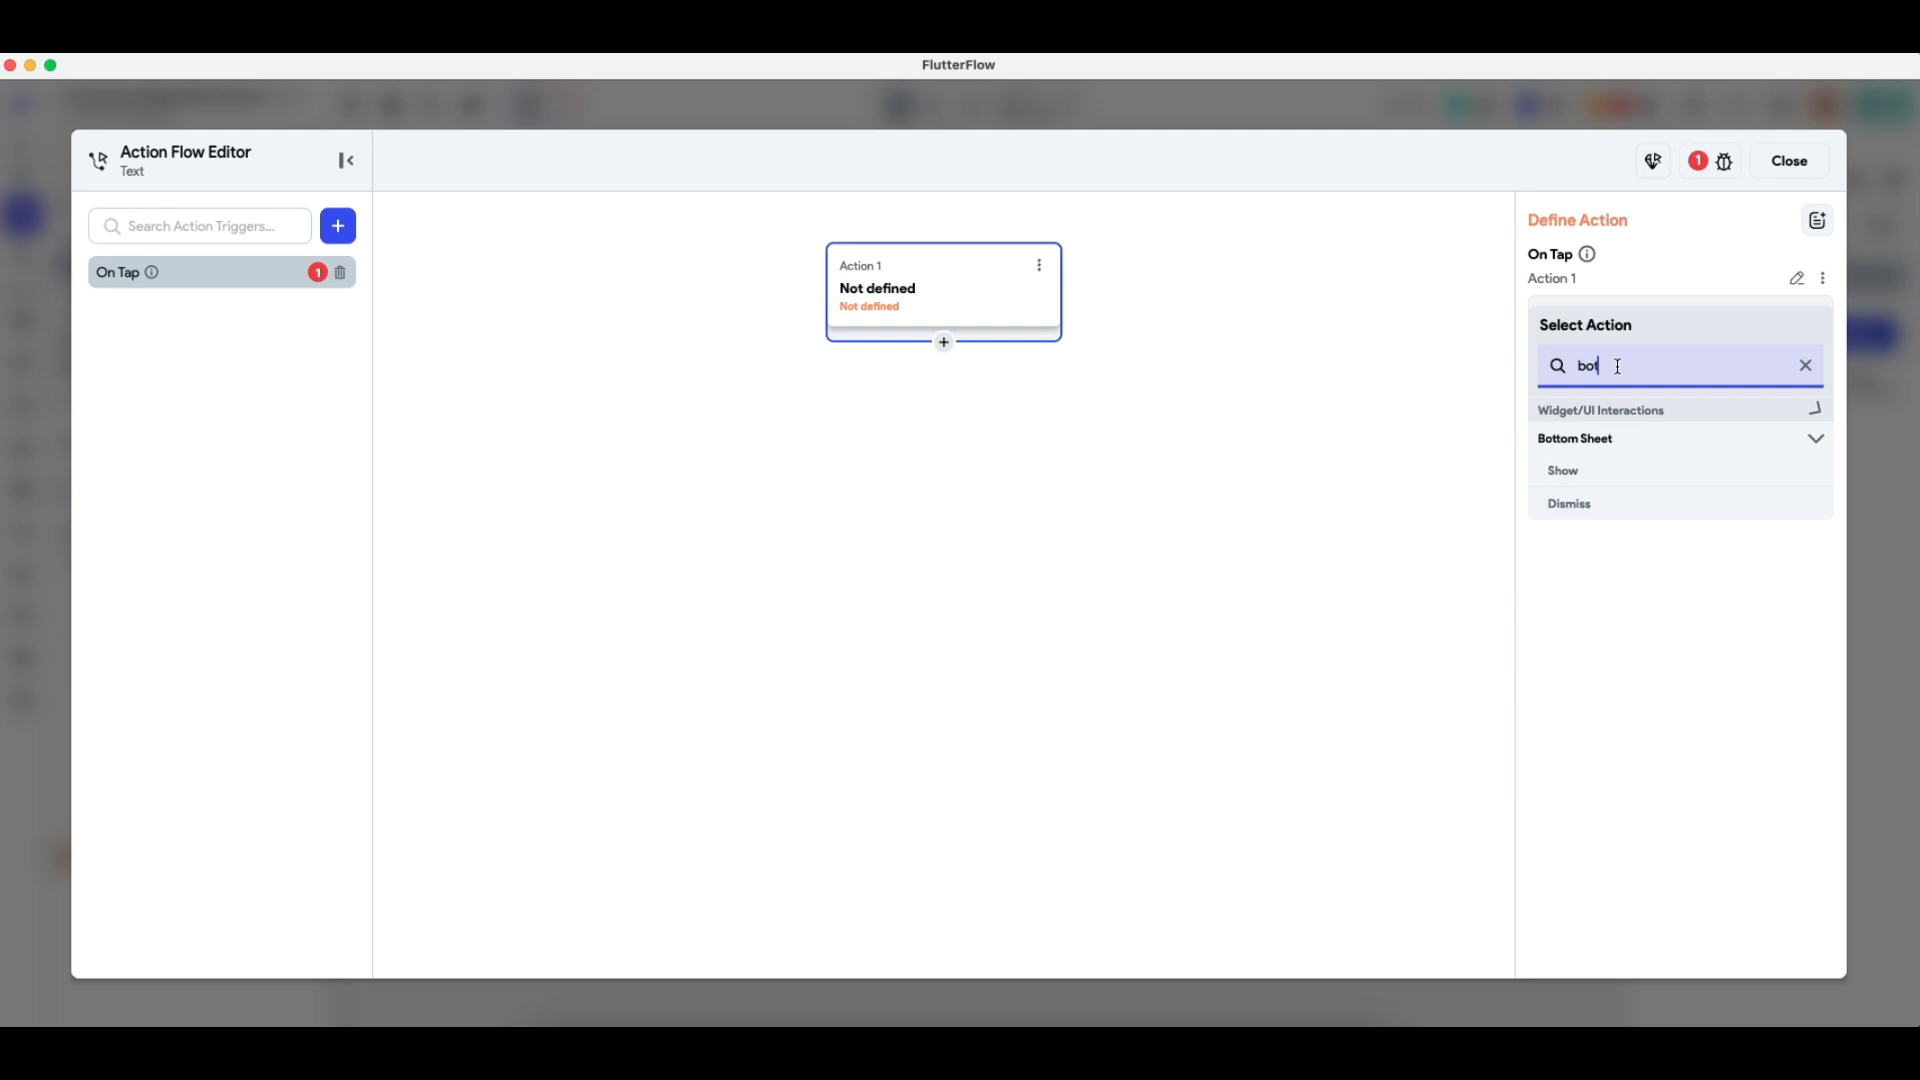 FlutterFlow
Action Flow Editor
Text
1
Close
Search Action Triggers...
On Tap
1
Action 1
Not defined
Not defined
Define Action
On Tap
Action 1
Select Action
bot
Widget/UI Interactions
Bottom Sheet
Show
Dismiss